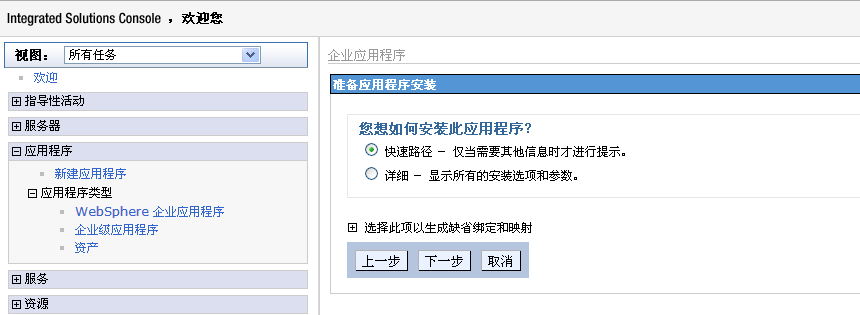 Integrated Solutions Console ，欢迎您
视图： 所有任务
欢迎
指导性活动
服务器
应用程序
新建应用程序
应用程序类型
WebSphere 企业应用程序
企业级应用程序
资产
服务
资源
企业应用程序
准备应用程序安装
您想如何安装此应用程序？
快速路径 － 仅当需要其他信息时才进行提示。
详细 － 显示所有的安装选项和参数。
选择此项以生成缺省绑定和映射
上一步 下一步 取消